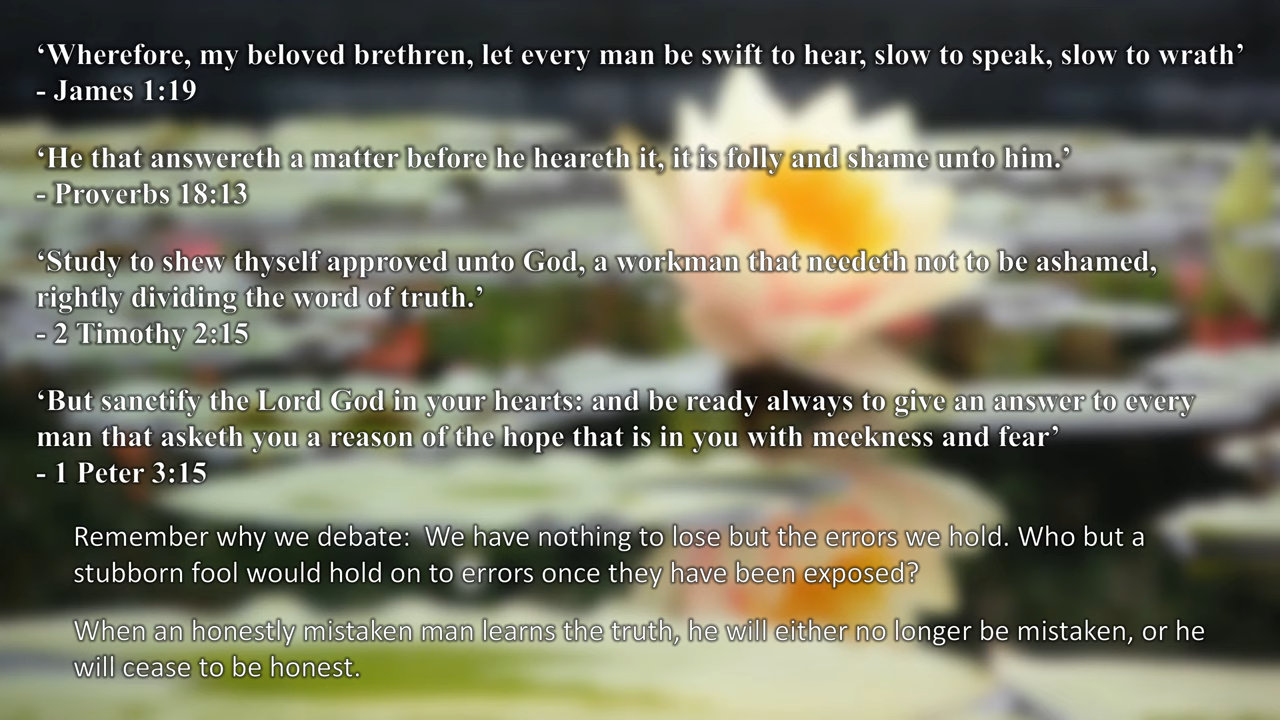 ‘Wherefore, my beloved brethren, let every man be swift to hear, slow to speak, slow to wrath’
- James 1:19
‘He that answereth a matter before he heareth it, it is folly and shame unto him.’
- Proverbs 18:13
‘Study to shew thyself approved unto God, a workman that needeth not to be ashamed,
rightly dividing the word of truth.’
- 2 Timothy 2:15
‘But sanctify the Lord God in your hearts: and be ready always to give an answer to every
man that asketh you a reason of the hope that is in you with meekness and fear’
- 1 Peter 3:15
Remember why we debate:  We have nothing to lose but the errors we hold. Who but a
stubborn fool would hold on to errors once they have been exposed?
When an honestly mistaken man learns the truth, he will either no longer be mistaken, or he
will cease to be honest.